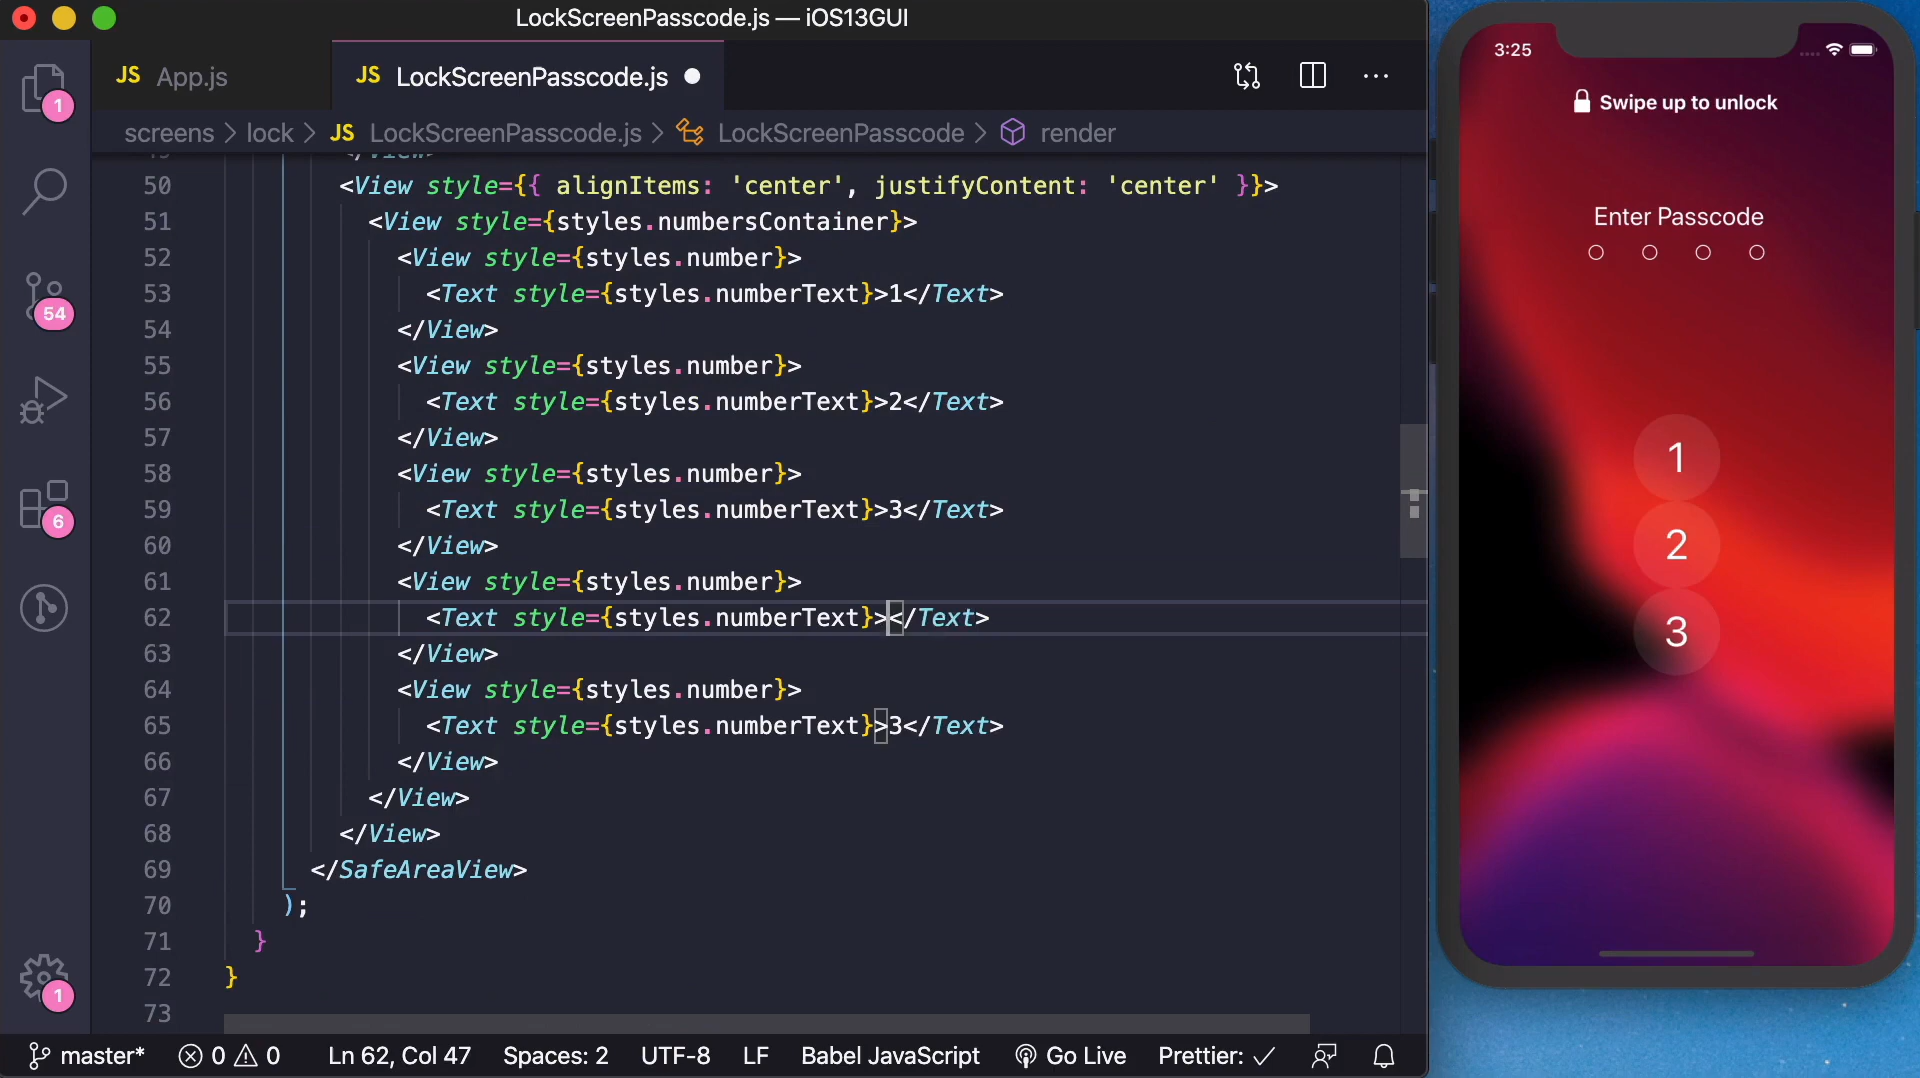 LockScreenPasscode.js — iOS13GUI
JS App.js
JS LockScreenPasscode.js
screens > lock > JS LockScreenPasscode.js > LockScreenPasscode > render
49 </View>
50 <View style={{ alignItems: 'center', justifyContent: 'center' }}>
51 <View style={styles.numbersContainer}>
52 <View style={styles.number}>
53 <Text style={styles.numberText}>1</Text>
54 </View>
55 <View style={styles.number}>
56 <Text style={styles.numberText}>2</Text>
57 </View>
58 <View style={styles.number}>
59 <Text style={styles.numberText}>3</Text>
60 </View>
61 <View style={styles.number}>
62 <Text style={styles.numberText}></Text>
63 </View>
64 <View style={styles.number}>
65 <Text style={styles.numberText}>3</Text>
66 </View>
67 </View>
68 </View>
69 </SafeAreaView>
70 );
71 }
72 }
73
1
54
6
1
master* 0 0 Ln 62, Col 47 Spaces: 2 UTF-8 LF Babel JavaScript Go Live Prettier: ✓
3:25
Swipe up to unlock
Enter Passcode
1
2
3